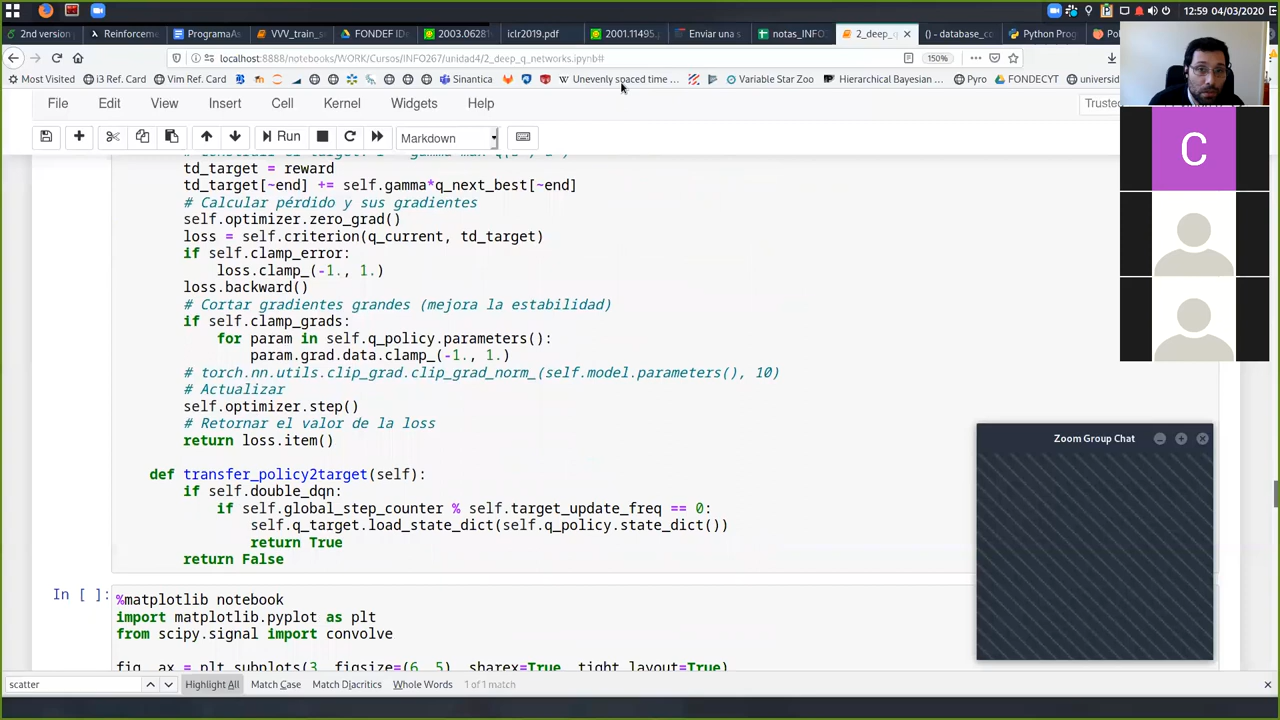 12:59 04/03/2020
2nd version
Reinforceme
ProgramaAs
VVV_train_s
FONDEF ID
2003.06281
iclr2019.pdf
2001.11495.
Enviar una s
notas_INFO
2_deep_q
() - database_co
Python Prog
Pol
localhost:8888/notebooks/WORK/Cursos/INFO267/unidad4/2_deep_q_networks.ipynb#
150%
Most Visited
i3 Ref. Card
Vim Ref. Card
Sinantica
Unevenly spaced time ...
Variable Star Zoo
Hierarchical Bayesian ...
Pyro
FONDECYT
universid
File Edit View Insert Cell Kernel Widgets Help
Trusted
Run
Markdown
td_target = reward
td_target[~end] += self.gamma*q_next_best[~end]
# Calcular pérdido y sus gradientes
self.optimizer.zero_grad()
loss = self.criterion(q_current, td_target)
if self.clamp_error:
loss.clamp_(-1., 1.)
loss.backward()
# Cortar gradientes grandes (mejora la estabilidad)
if self.clamp_grads:
for param in self.q_policy.parameters():
param.grad.data.clamp_(-1., 1.)
# torch.nn.utils.clip_grad.clip_grad_norm_(self.model.parameters(), 10)
# Actualizar
self.optimizer.step()
# Retornar el valor de la loss
return loss.item()
def transfer_policy2target(self):
if self.double_dqn:
if self.global_step_counter % self.target_update_freq == 0:
self.q_target.load_state_dict(self.q_policy.state_dict())
return True
return False
In [ ]:
%matplotlib notebook
import matplotlib.pyplot as plt
from scipy.signal import convolve
fig, ax = plt.subplots(3, figsize=(6, 5), sharex=True, tight_layout=True)
C
Zoom Group Chat
scatter
Highlight All
Match Case
Match Diacritics
Whole Words
1 of 1 match